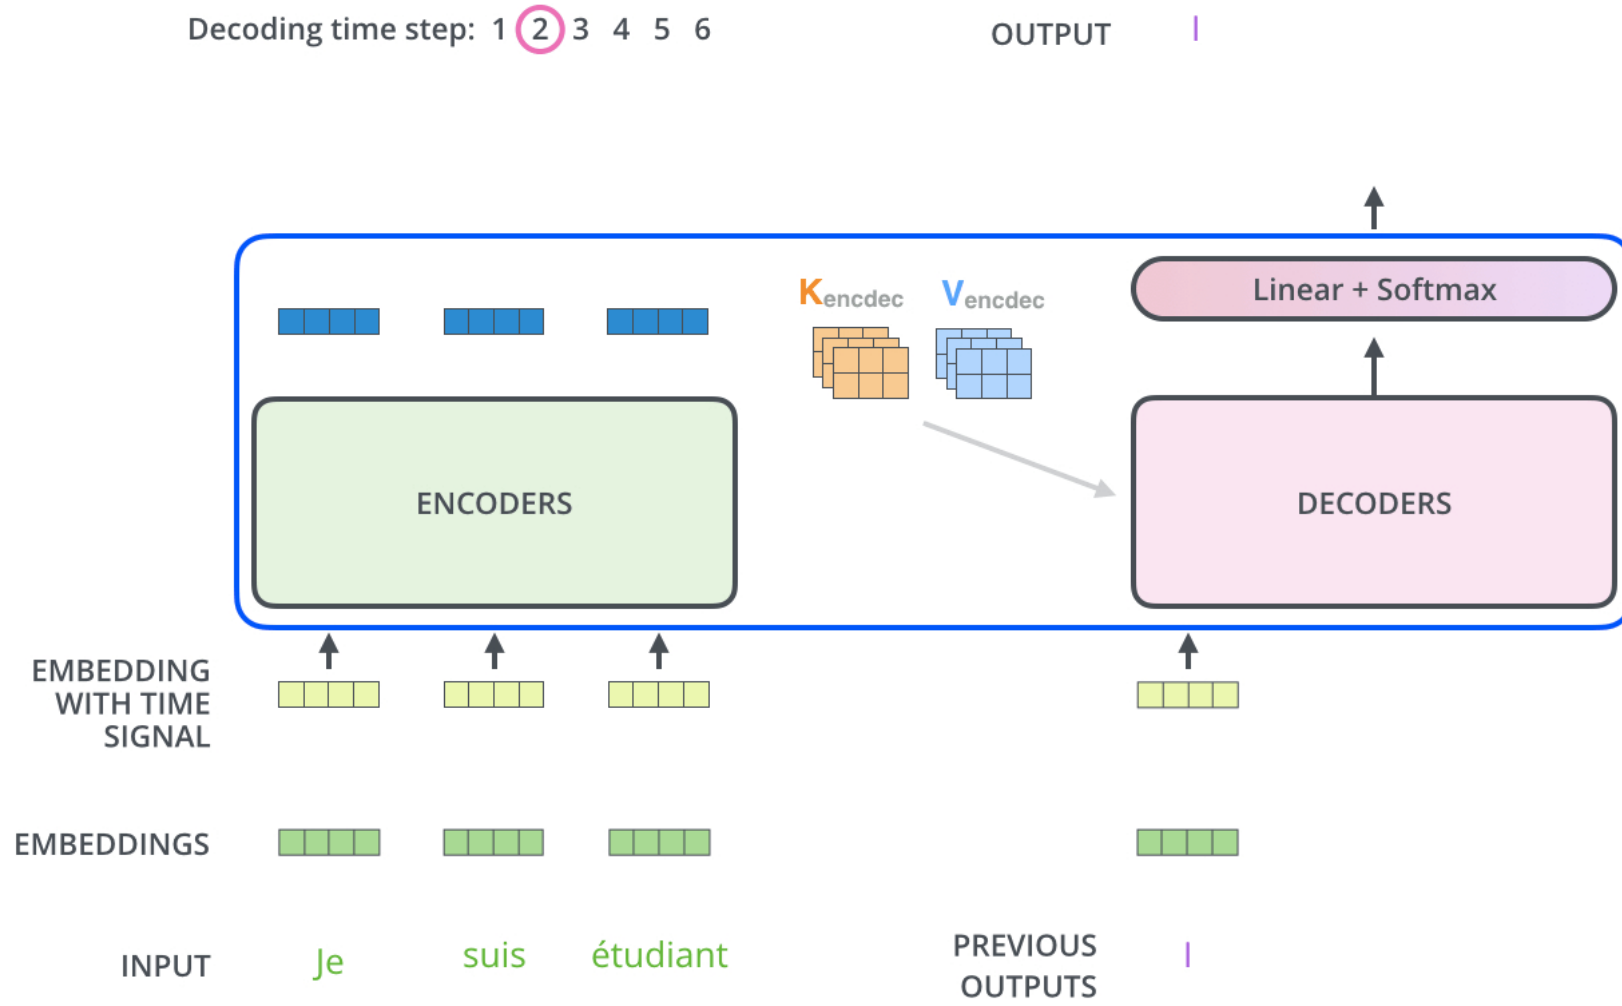 Decoding time step: 1 2 3 4 5 6
OUTPUT I
Kencdec Vencdec
Linear + Softmax
ENCODERS
DECODERS
EMBEDDING
WITH TIME
SIGNAL
EMBEDDINGS
INPUT Je suis étudiant
PREVIOUS
OUTPUTS I